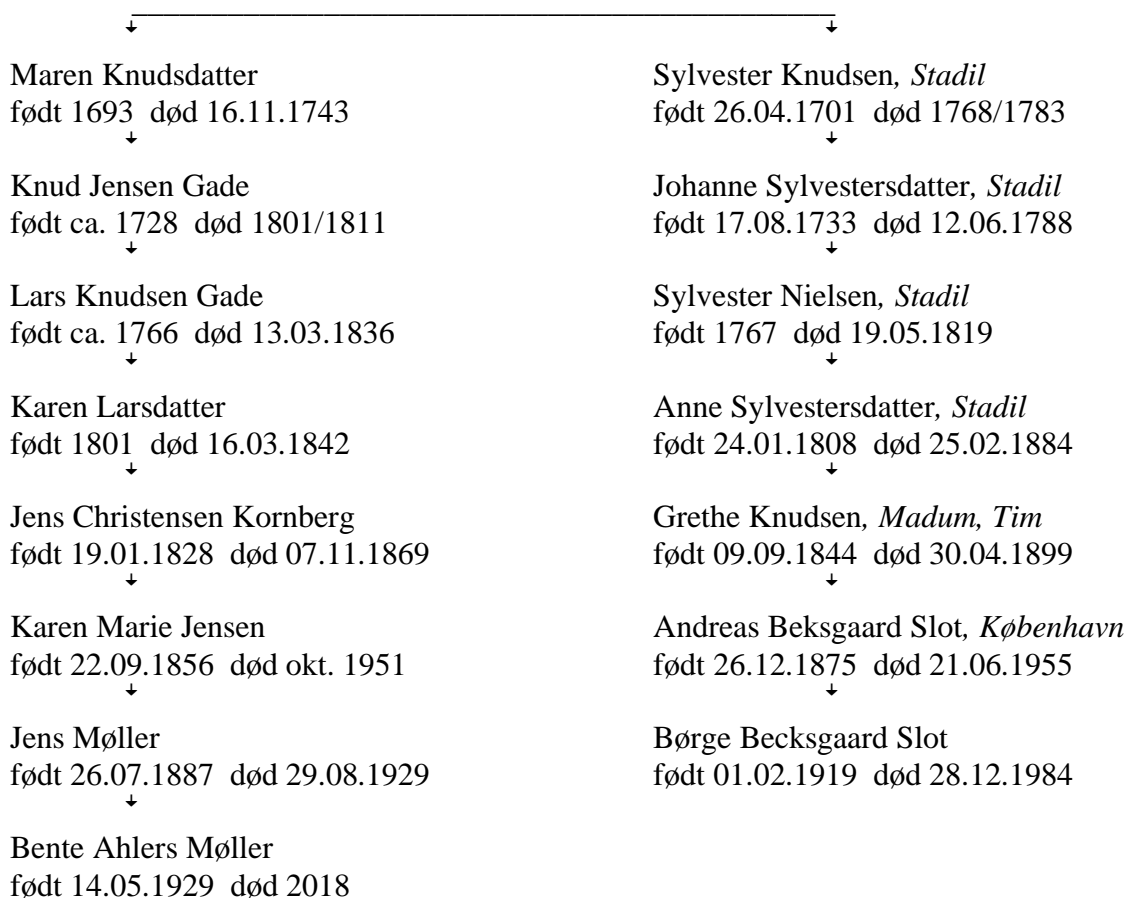 Maren Knudsdatter
født 1693 død 16.11.1743
Knud Jensen Gade
født ca. 1728 død 1801/1811
Lars Knudsen Gade
født ca. 1766 død 13.03.1836
Karen Larsdatter
født 1801 død 16.03.1842
Jens Christensen Kornberg
født 19.01.1828 død 07.11.1869
Karen Marie Jensen
født 22.09.1856 død okt. 1951
Jens Møller
født 26.07.1887 død 29.08.1929
Bente Ahlers Møller
født 14.05.1929 død 2018
Sylvester Knudsen, Stadil
født 26.04.1701 død 1768/1783
Johanne Sylvestersdatter, Stadil
født 17.08.1733 død 12.06.1788
Sylvester Nielsen, Stadil
født 1767 død 19.05.1819
Anne Sylvestersdatter, Stadil
født 24.01.1808 død 25.02.1884
Grethe Knudsen, Madum, Tim
født 09.09.1844 død 30.04.1899
Andreas Beksgaard Slot, København
født 26.12.1875 død 21.06.1955
Børge Becksgaard Slot
født 01.02.1919 død 28.12.1984